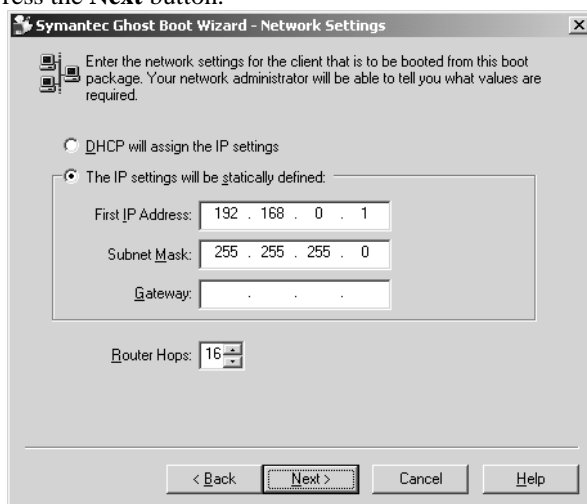 ress the Next button.
Symantec Ghost Boot Wizard - Network Settings
Enter the network settings for the client that is to be booted from this boot
package. Your network administrator will be able to tell you what values are
required.
DHCP will assign the IP settings
The IP settings will be statically defined:
First IP Address: 192 . 168 . 0 . 1
Subnet Mask: 255 . 255 . 255 . 0
Gateway: . . .
Router Hops: 16
< Back Next > Cancel Help